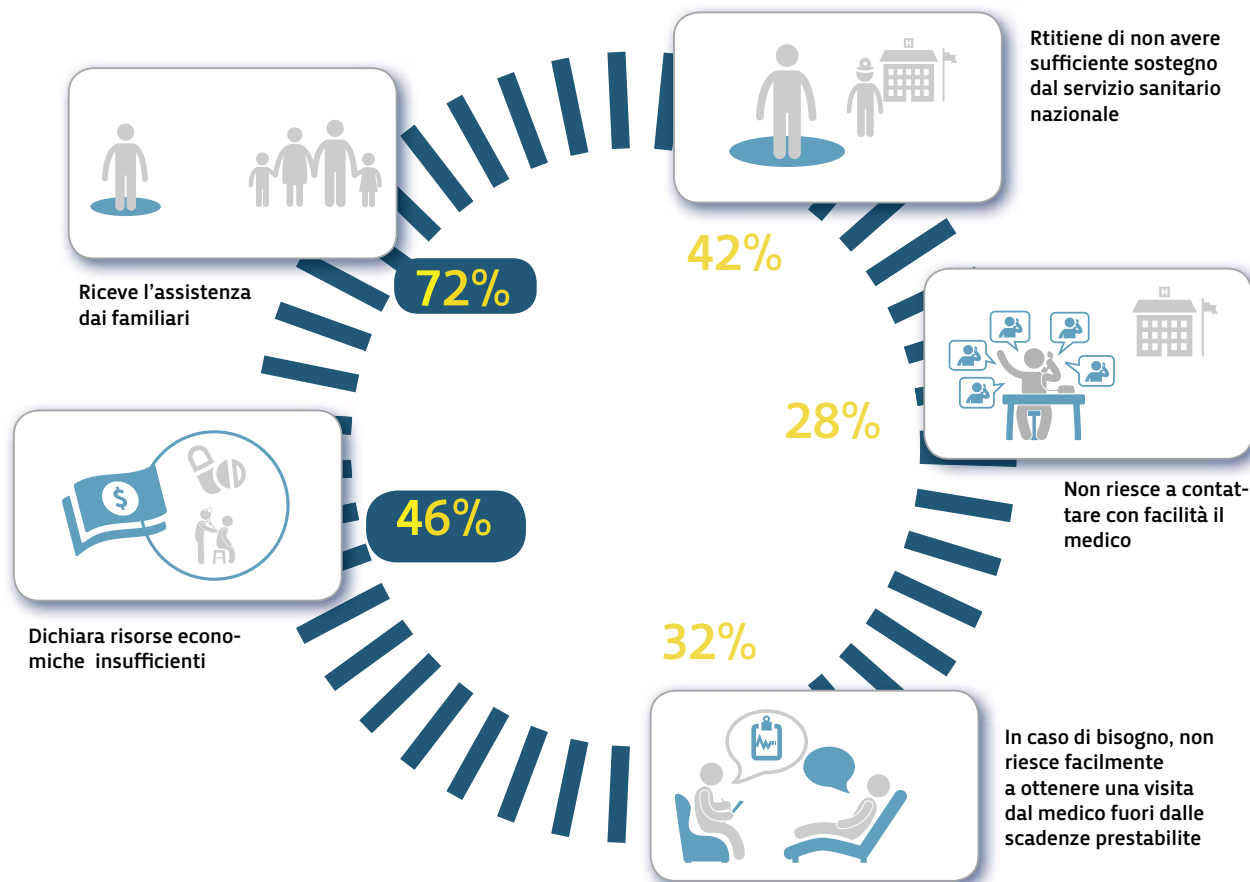 Rtitiene di non avere
sufficiente sostegno
dal servizio sanitario
nazionale
42%
Riceve l’assistenza
dai familiari
72%
28%
Non riesce a contat-
tare con facilità il
medico
46%
Dichiara risorse econo-
miche  insufficienti
32%
In caso di bisogno, non
riesce facilmente
a ottenere una visita
dal medico fuori dalle
scadenze prestabilite
H
H
$